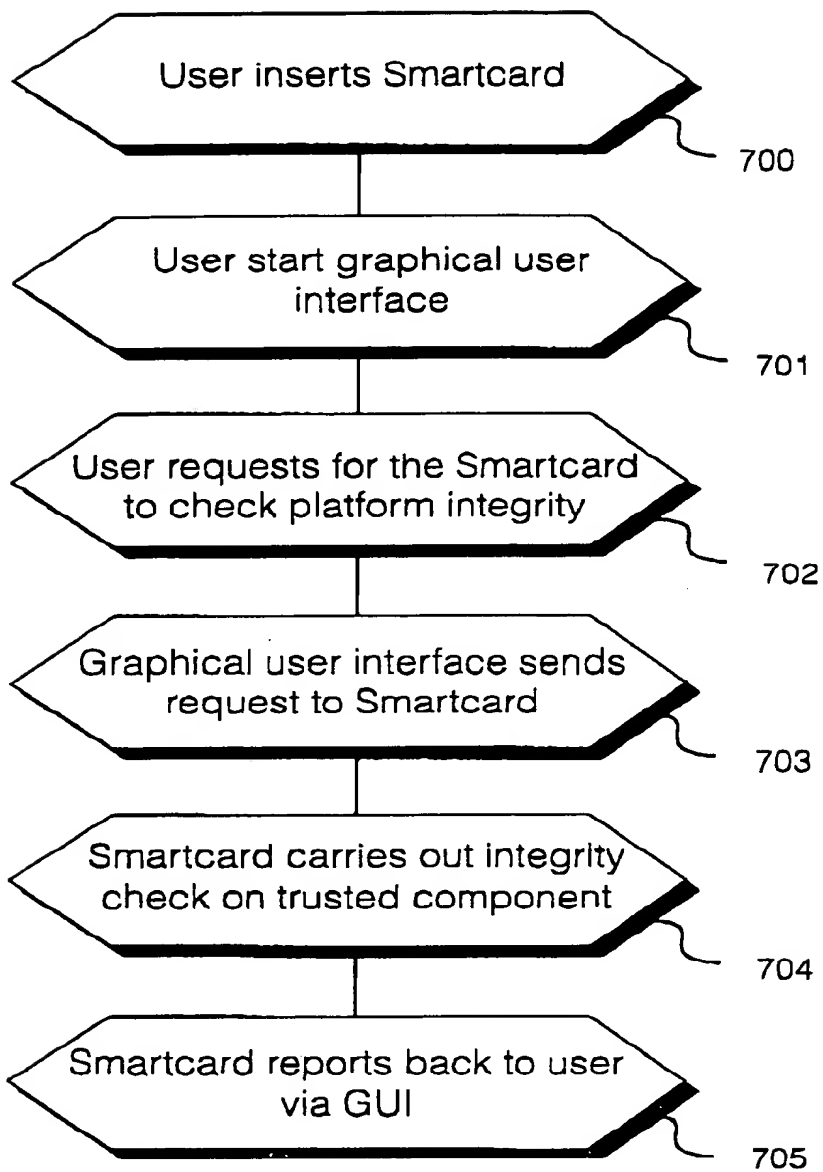 User inserts Smartcard
700
User start graphical user
interface
701
User requests for the Smartcard
to check platform integrity
702
Graphical user interface sends
request to Smartcard
703
Smartcard carries out integrity
check on trusted component
704
Smartcard reports back to user
via GUI
705